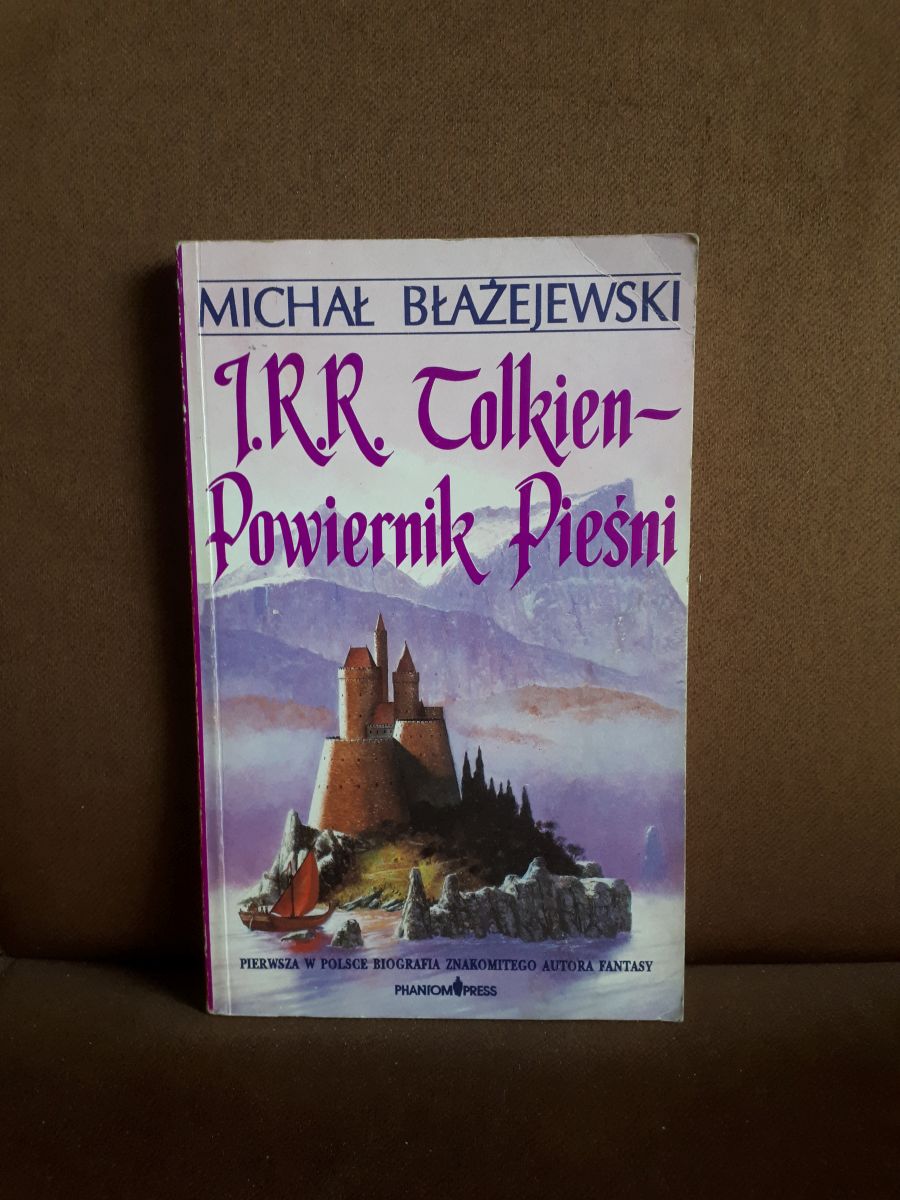 MICHAŁ BŁAŻEJEWSKI
J.R.R. Tolkien-
Powiernik Pieśni
PIERWSZA W POLSCE BIOGRAFIA ZNAKOMITEGO AUTORA FANTASY
PHANTOM PRESS